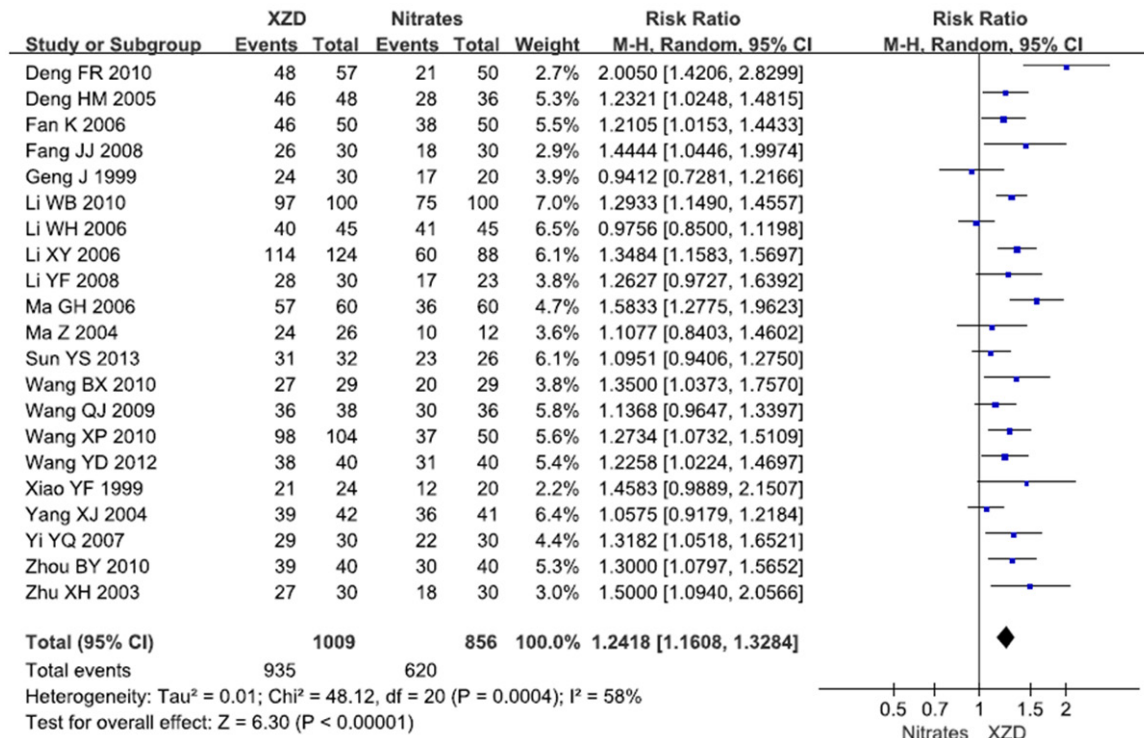 XZD Nitrates Risk Ratio Risk Ratio
Study or Subgroup Events Total Events Total Weight M-H, Random, 95% CI M-H, Random, 95% CI
Deng FR 2010 48 57 21 50 2.7% 2.0050 [1.4206, 2.8299]
Deng HM 2005 46 48 28 36 5.3% 1.2321 [1.0248, 1.4815]
Fan K 2006 46 50 38 50 5.5% 1.2105 [1.0153, 1.4433]
Fang JJ 2008 26 30 18 30 2.9% 1.4444 [1.0446, 1.9974]
Geng J 1999 24 30 17 20 3.9% 0.9412 [0.7281, 1.2166]
Li WB 2010 97 100 75 100 7.0% 1.2933 [1.1490, 1.4557]
Li WH 2006 40 45 41 45 6.5% 0.9756 [0.8500, 1.1198]
Li XY 2006 114 124 60 88 6.1% 1.3484 [1.1583, 1.5697]
Li YF 2008 28 30 17 23 3.8% 1.2627 [0.9727, 1.6392]
Ma GH 2006 57 60 36 60 4.7% 1.5833 [1.2775, 1.9623]
Ma Z 2004 24 26 10 12 3.6% 1.1077 [0.8403, 1.4602]
Sun YS 2013 31 32 23 26 6.1% 1.0951 [0.9406, 1.2750]
Wang BX 2010 27 29 20 29 3.8% 1.3500 [1.0373, 1.7570]
Wang QJ 2009 36 38 30 36 5.8% 1.1368 [0.9647, 1.3397]
Wang XP 2010 98 104 37 50 5.6% 1.2734 [1.0732, 1.5109]
Wang YD 2012 38 40 31 40 5.4% 1.2258 [1.0224, 1.4697]
Xiao YF 1999 21 24 12 20 2.2% 1.4583 [0.9889, 2.1507]
Yang XJ 2004 39 42 36 41 6.4% 1.0575 [0.9179, 1.2184]
Yi YQ 2007 29 30 22 30 4.4% 1.3182 [1.0518, 1.6521]
Zhou BY 2010 39 40 30 40 5.3% 1.3000 [1.0797, 1.5652]
Zhu XH 2003 27 30 18 30 3.0% 1.5000 [1.0940, 2.0566]
Total (95% CI) 1009 856 100.0% 1.2418 [1.1608, 1.3284]
Total events 935 620
Heterogeneity: Tau² = 0.01; Chi² = 48.12, df = 20 (P = 0.0004); I² = 58%
Test for overall effect: Z = 6.30 (P < 0.00001)
0.5 0.7 1 1.5 2
Nitrates XZD